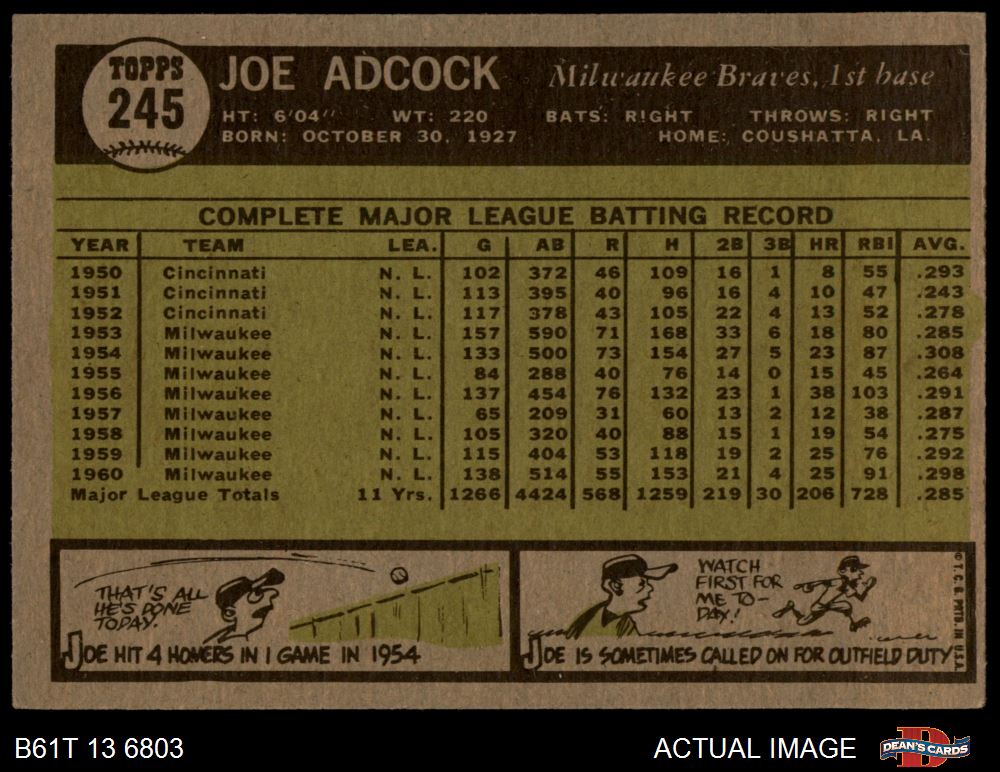 TOPPS
245
JOE ADCOCK
Milwaukee Braves, 1st base
HT: 6'04" WT: 220 BATS: RIGHT THROWS: RIGHT
BORN: OCTOBER 30, 1927 HOME: COUSHATTA, LA.
COMPLETE MAJOR LEAGUE BATTING RECORD
YEAR TEAM LEA. G AB R H 2B 3B HR RBI AVG.
1950 Cincinnati N. L. 102 372 46 109 16 1 8 55 .293
1951 Cincinnati N. L. 113 395 40 96 16 4 10 47 .243
1952 Cincinnati N. L. 117 378 43 105 22 4 13 52 .278
1953 Milwaukee N. L. 157 590 71 168 33 6 18 80 .285
1954 Milwaukee N. L. 133 500 73 154 27 5 23 87 .308
1955 Milwaukee N. L. 84 288 40 76 14 0 15 45 .264
1956 Milwaukee N. L. 137 454 76 132 23 1 38 103 .291
1957 Milwaukee N. L. 65 209 31 60 13 2 12 38 .287
1958 Milwaukee N. L. 105 320 40 88 15 1 19 54 .275
1959 Milwaukee N. L. 115 404 53 118 19 2 25 76 .292
1960 Milwaukee N. L. 138 514 55 153 21 4 25 91 .298
Major League Totals 11 Yrs. 1266 4424 568 1259 219 30 206 728 .285
THAT'S ALL
HE'S DONE
TODAY.
JOE HIT 4 HOMERS IN 1 GAME IN 1954
WATCH
FIRST FOR
ME TO-
DAY!
JOE IS SOMETIMES CALLED ON FOR OUTFIELD DUTY
© T. C. G. PRTD. IN U.S.A.
B61T 13 6803
ACTUAL IMAGE
DEAN'S CARDS